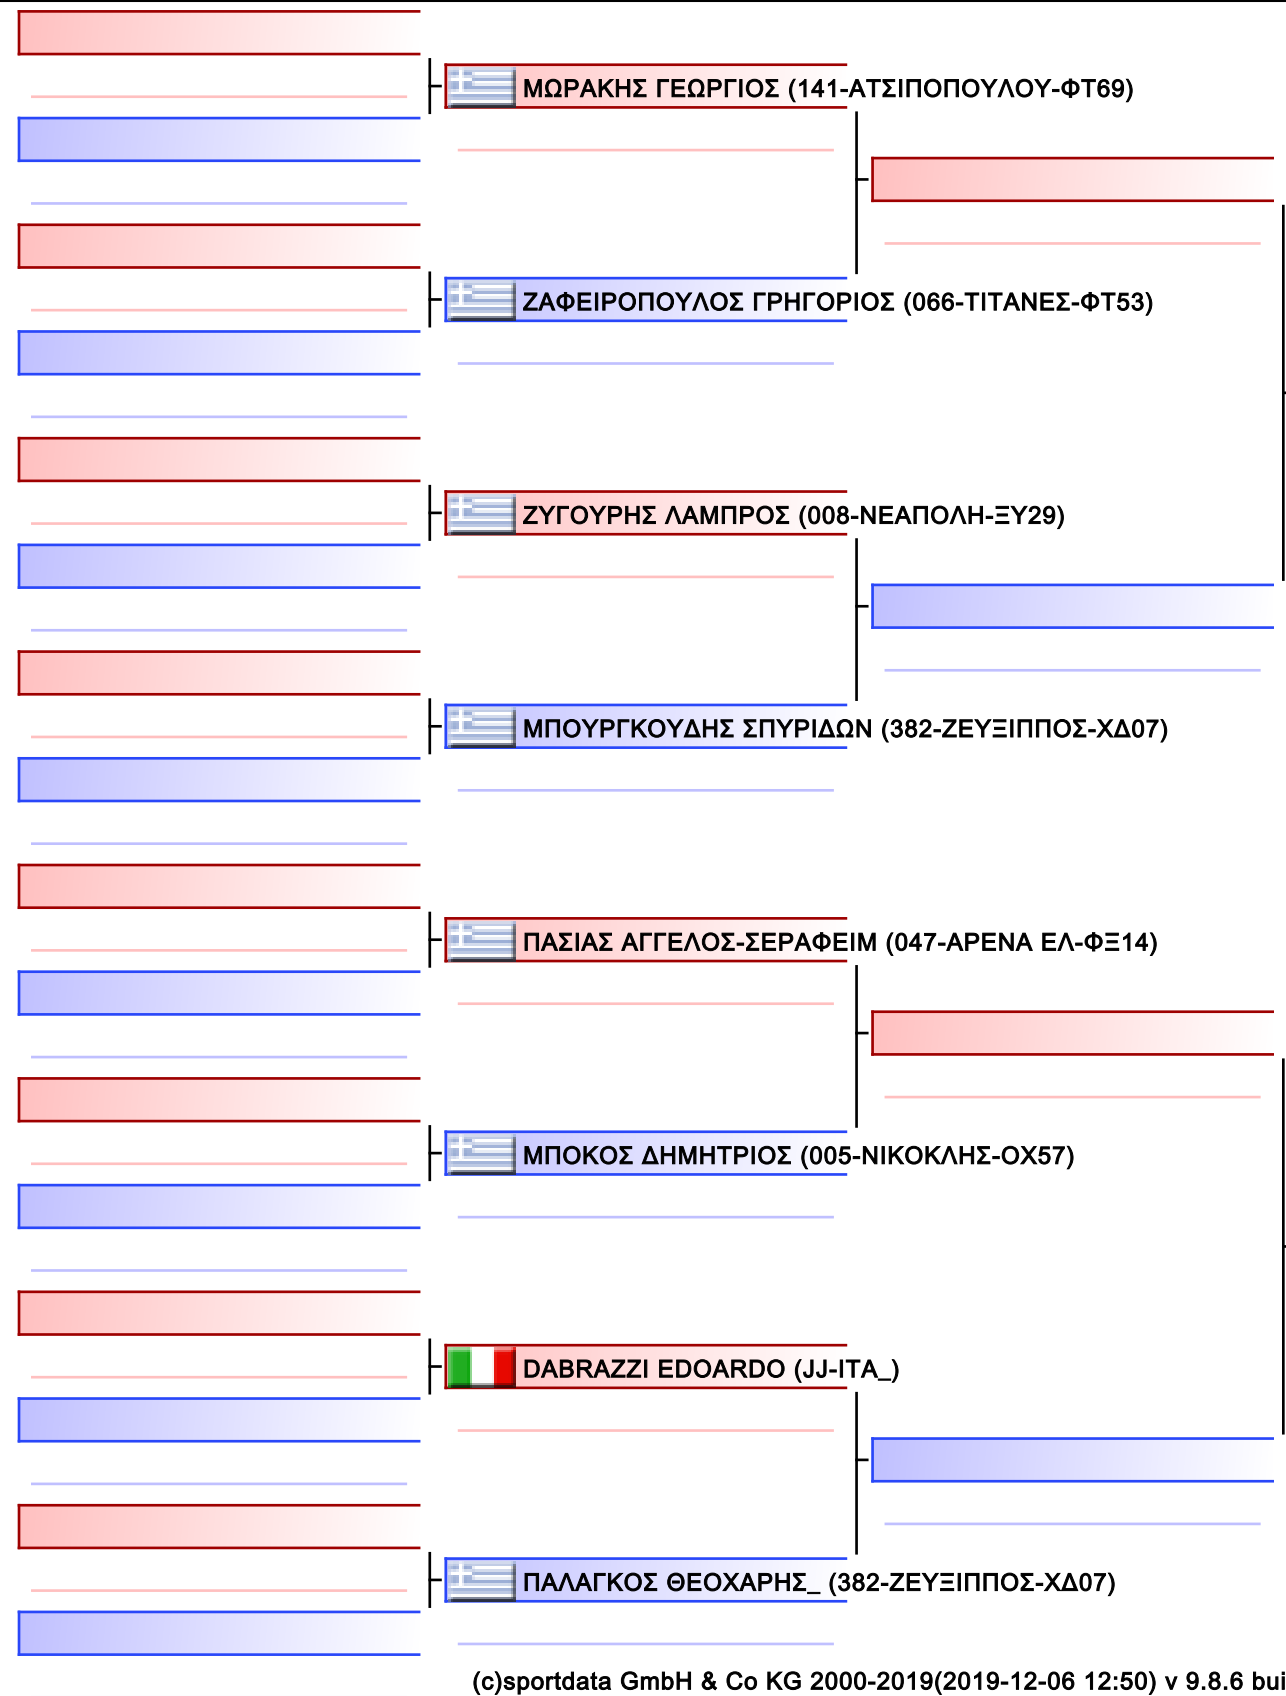 ΜΩΡΑΚΗΣ ΓΕΩΡΓΙΟΣ (141-ΑΤΣΙΠΟΠΟΥΛΟΥ-ΦΤ69)
ΖΑΦΕΙΡΟΠΟΥΛΟΣ ΓΡΗΓΟΡΙΟΣ (066-ΤΙΤΑΝΕΣ-ΦΤ53)
ΖΥΓΟΥΡΗΣ ΛΑΜΠΡΟΣ (008-ΝΕΑΠΟΛΗ-ΞΥ29)
ΜΠΟΥΡΓΚΟΥΔΗΣ ΣΠΥΡΙΔΩΝ (382-ΖΕΥΞΙΠΠΟΣ-ΧΔ07)
ΠΑΣΙΑΣ ΑΓΓΕΛΟΣ-ΣΕΡΑΦΕΙΜ (047-ΑΡΕΝΑ ΕΛ-ΦΞ14)
ΜΠΟΚΟΣ ΔΗΜΗΤΡΙΟΣ (005-ΝΙΚΟΚΛΗΣ-ΟΧ57)
DABRAZZI EDOARDO (JJ-ITA_)
ΠΑΛΑΓΚΟΣ ΘΕΟΧΑΡΗΣ_ (382-ΖΕΥΞΙΠΠΟΣ-ΧΔ07)
(c)sportdata GmbH & Co KG 2000-2019(2019-12-06 12:50) v 9.8.6 bui